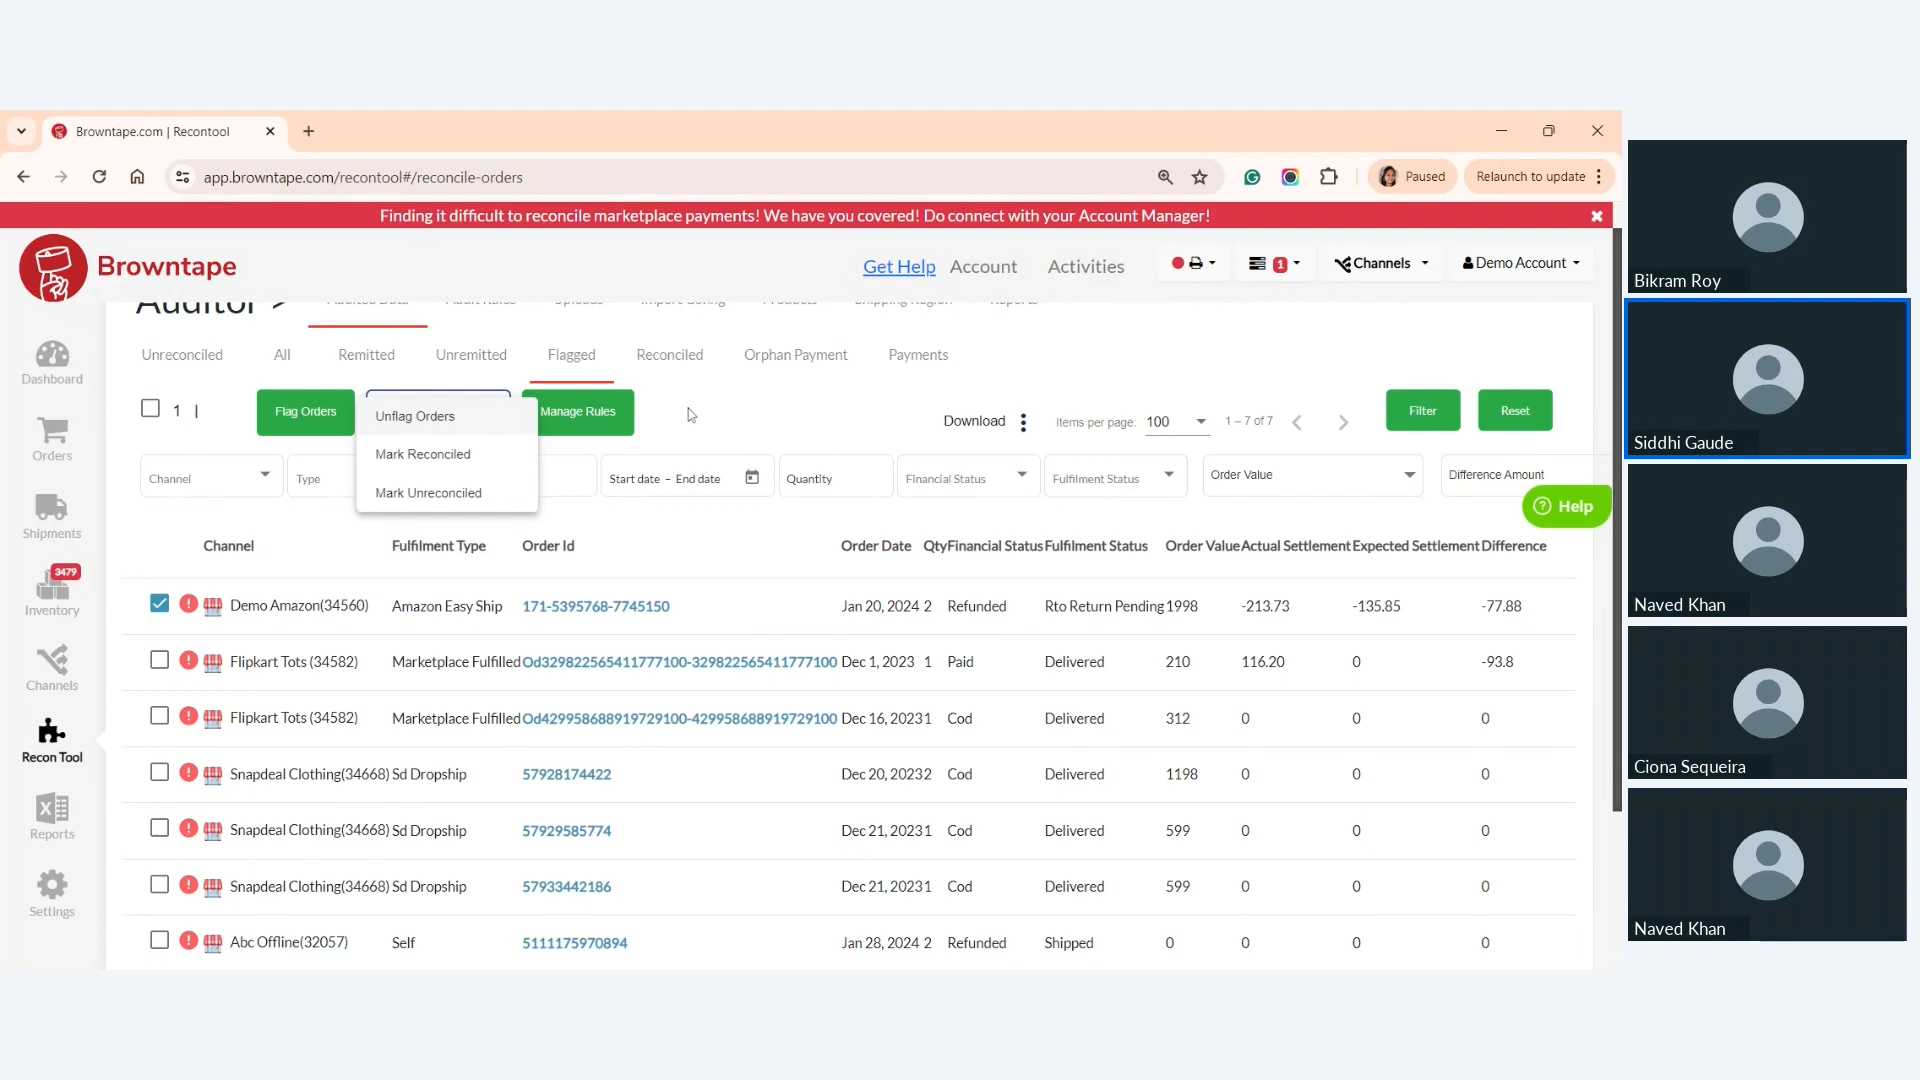 Browntape.com | Recontool
app.browntape.com/recontool#/reconcile-orders
Paused
Relaunch to update
Finding it difficult to reconcile marketplace payments! We have you covered! Do connect with your Account Manager!
Browntape
Get Help
Account
Activities
1
Channels
Demo Account
Auditor >
Audited Data
Audit Rules
Uploads
Import Config
Products
Shipping Region
Reports
Dashboard
Orders
Shipments
3479
Inventory
Channels
Recon Tool
Reports
Settings
Unreconciled
All
Remitted
Unremitted
Flagged
Reconciled
Orphan Payment
Payments
1 |
Flag Orders
Unflag Orders
Mark Reconciled
Mark Unreconciled
Manage Rules
Download
Items per page: 100
1 – 7 of 7
Filter
Reset
Channel
Type
Start date – End date
Quantity
Financial Status
Fulfilment Status
Order Value
Difference Amount
Help
Channel Fulfilment Type Order Id Order Date Qty Financial Status Fulfilment Status Order Value Actual Settlement Expected Settlement Difference
Demo Amazon(34560) Amazon Easy Ship 171-5395768-7745150 Jan 20, 2024 2 Refunded Rto Return Pending 1998 -213.73 -135.85 -77.88
Flipkart Tots (34582) Marketplace Fulfilled Od329822565411777100-329822565411777100 Dec 1, 2023 1 Paid Delivered 210 116.20 0 -93.8
Flipkart Tots (34582) Marketplace Fulfilled Od429958688919729100-429958688919729100 Dec 16, 2023 1 Cod Delivered 312 0 0 0
Snapdeal Clothing(34668) Sd Dropship 57928174422 Dec 20, 2023 2 Cod Delivered 1198 0 0 0
Snapdeal Clothing(34668) Sd Dropship 57929585774 Dec 21, 2023 1 Cod Delivered 599 0 0 0
Snapdeal Clothing(34668) Sd Dropship 57933442186 Dec 21, 2023 1 Cod Delivered 599 0 0 0
Abc Offline(32057) Self 5111175970894 Jan 28, 2024 2 Refunded Shipped 0 0 0 0
Bikram Roy
Siddhi Gaude
Naved Khan
Ciona Sequeira
Naved Khan